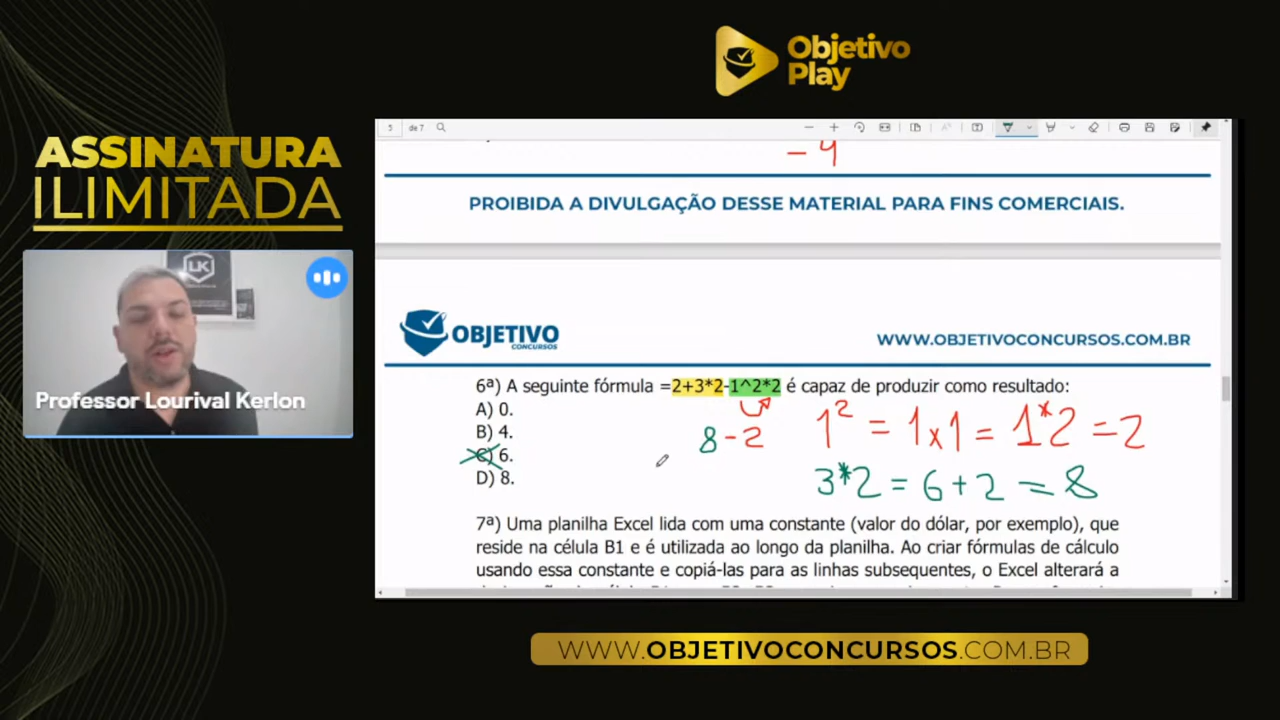 Objetivo
Play
ASSINATURA
ILIMITADA
LK
Professor Lourival Kerlon
5 de 7
- 4
PROIBIDA A DIVULGAÇÃO DESSE MATERIAL PARA FINS COMERCIAIS.
OBJETIVO
CONCURSOS
WWW.OBJETIVOCONCURSOS.COM.BR
6ª) A seguinte fórmula =2+3*2-1^2*2 é capaz de produzir como resultado:
A) 0.
B) 4.
C) 6.
D) 8.
8 - 2
1² = 1x1 = 1*2 = 2
3*2 = 6 + 2 = 8
7ª) Uma planilha Excel lida com uma constante (valor do dólar, por exemplo), que
reside na célula B1 e é utilizada ao longo da planilha. Ao criar fórmulas de cálculo
usando essa constante e copiá-las para as linhas subsequentes, o Excel alterará a
WWW.OBJETIVOCONCURSOS.COM.BR